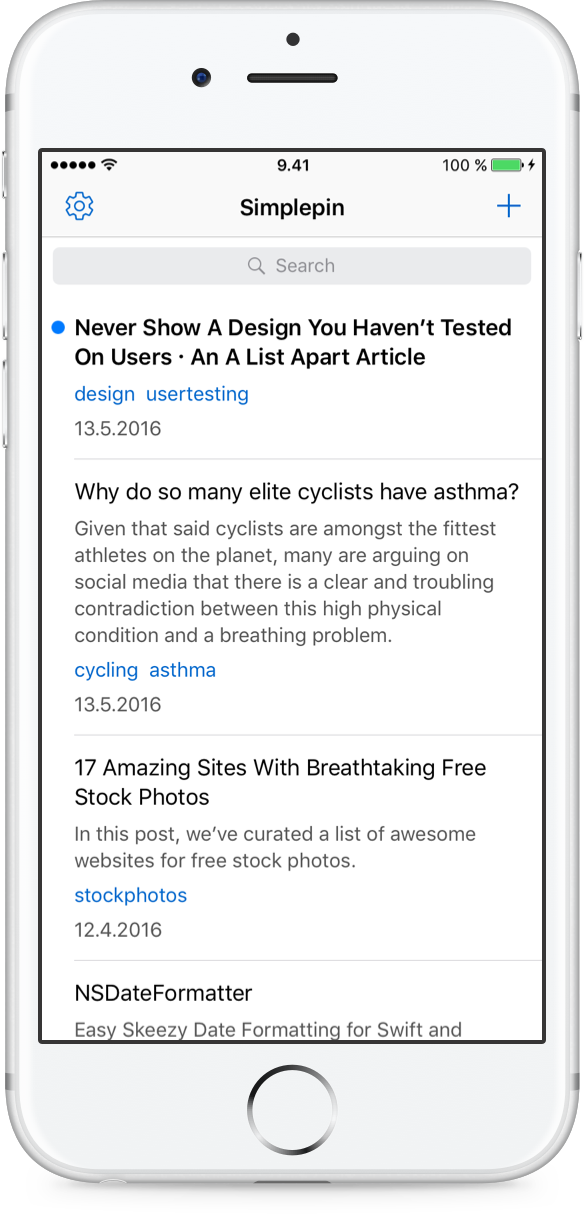 9.41
100 %
Simplepin
Search
Never Show A Design You Haven’t Tested
On Users · An A List Apart Article
design usertesting
13.5.2016
Why do so many elite cyclists have asthma?
Given that said cyclists are amongst the fittest
athletes on the planet, many are arguing on
social media that there is a clear and troubling
contradiction between this high physical
condition and a breathing problem.
cycling asthma
13.5.2016
17 Amazing Sites With Breathtaking Free
Stock Photos
In this post, we’ve curated a list of awesome
websites for free stock photos.
stockphotos
12.4.2016
NSDateFormatter
Easy Skeezy Date Formatting for Swift and